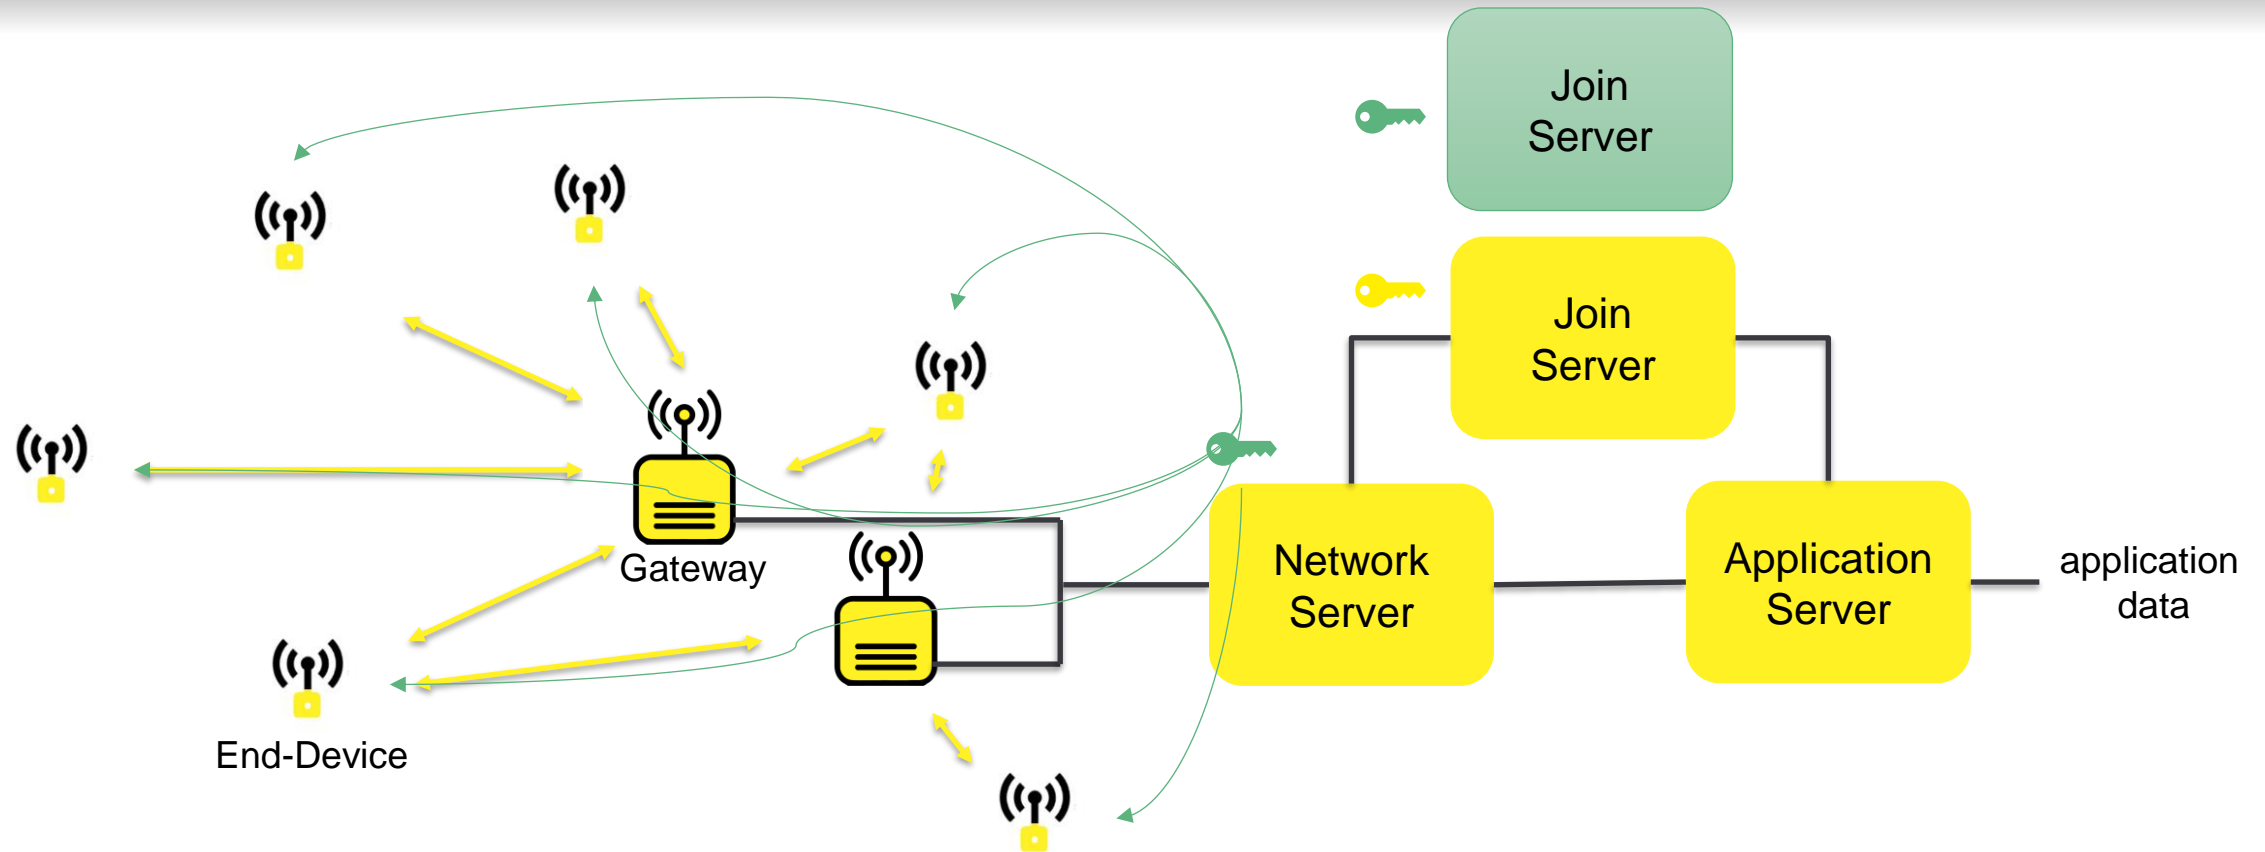 Join
Server
Join
Server
Gateway
Network
Server
Application
Server
application
data
End-Device